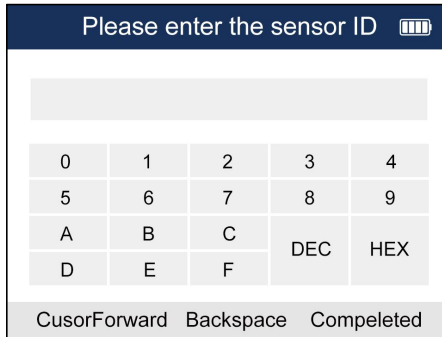 Please enter the sensor ID
0 1 2 3 4
5 6 7 8 9
A B C DEC HEX
D E F
CusorForward Backspace Compeleted